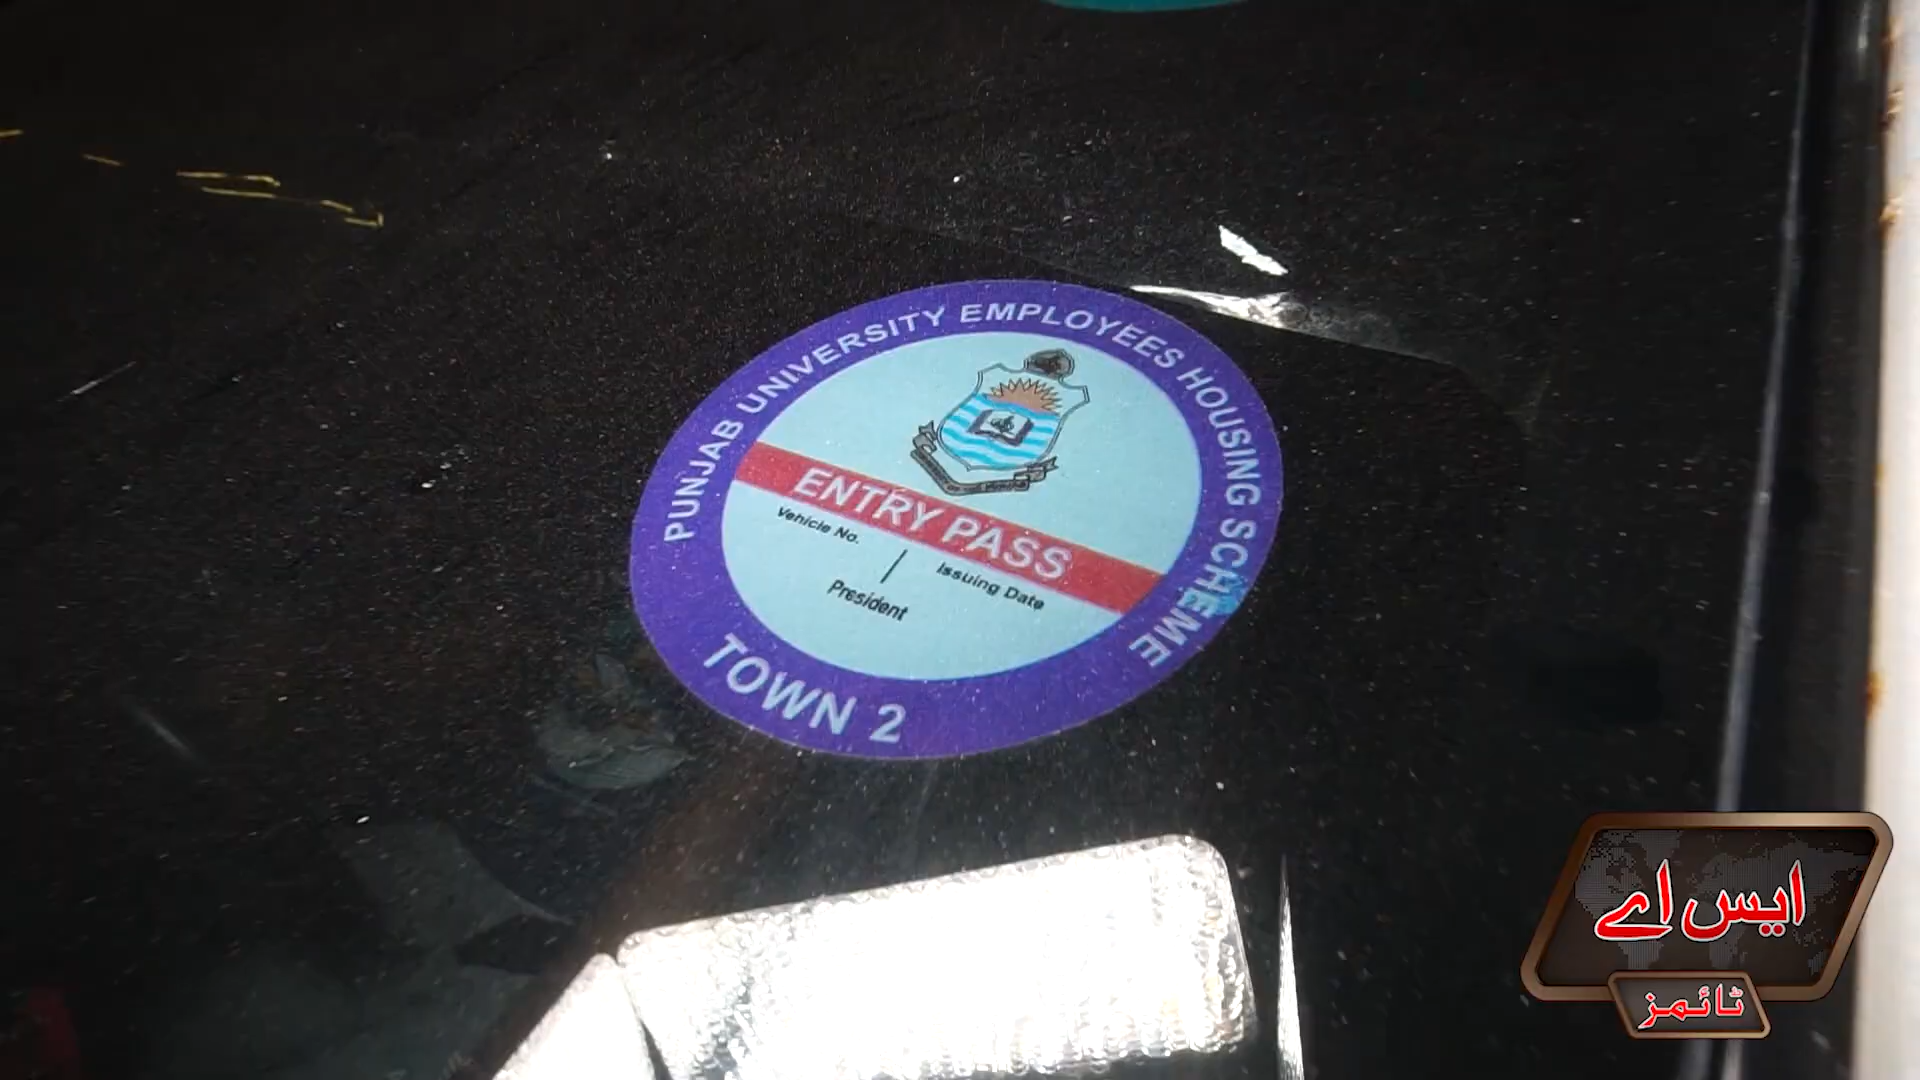 PUNJAB UNIVERSITY EMPLOYEES HOUSING SCHEME
ENTRY PASS
Vehicle No.
Issuing Date
/
President
TOWN 2
ایس اے
ٹائمز